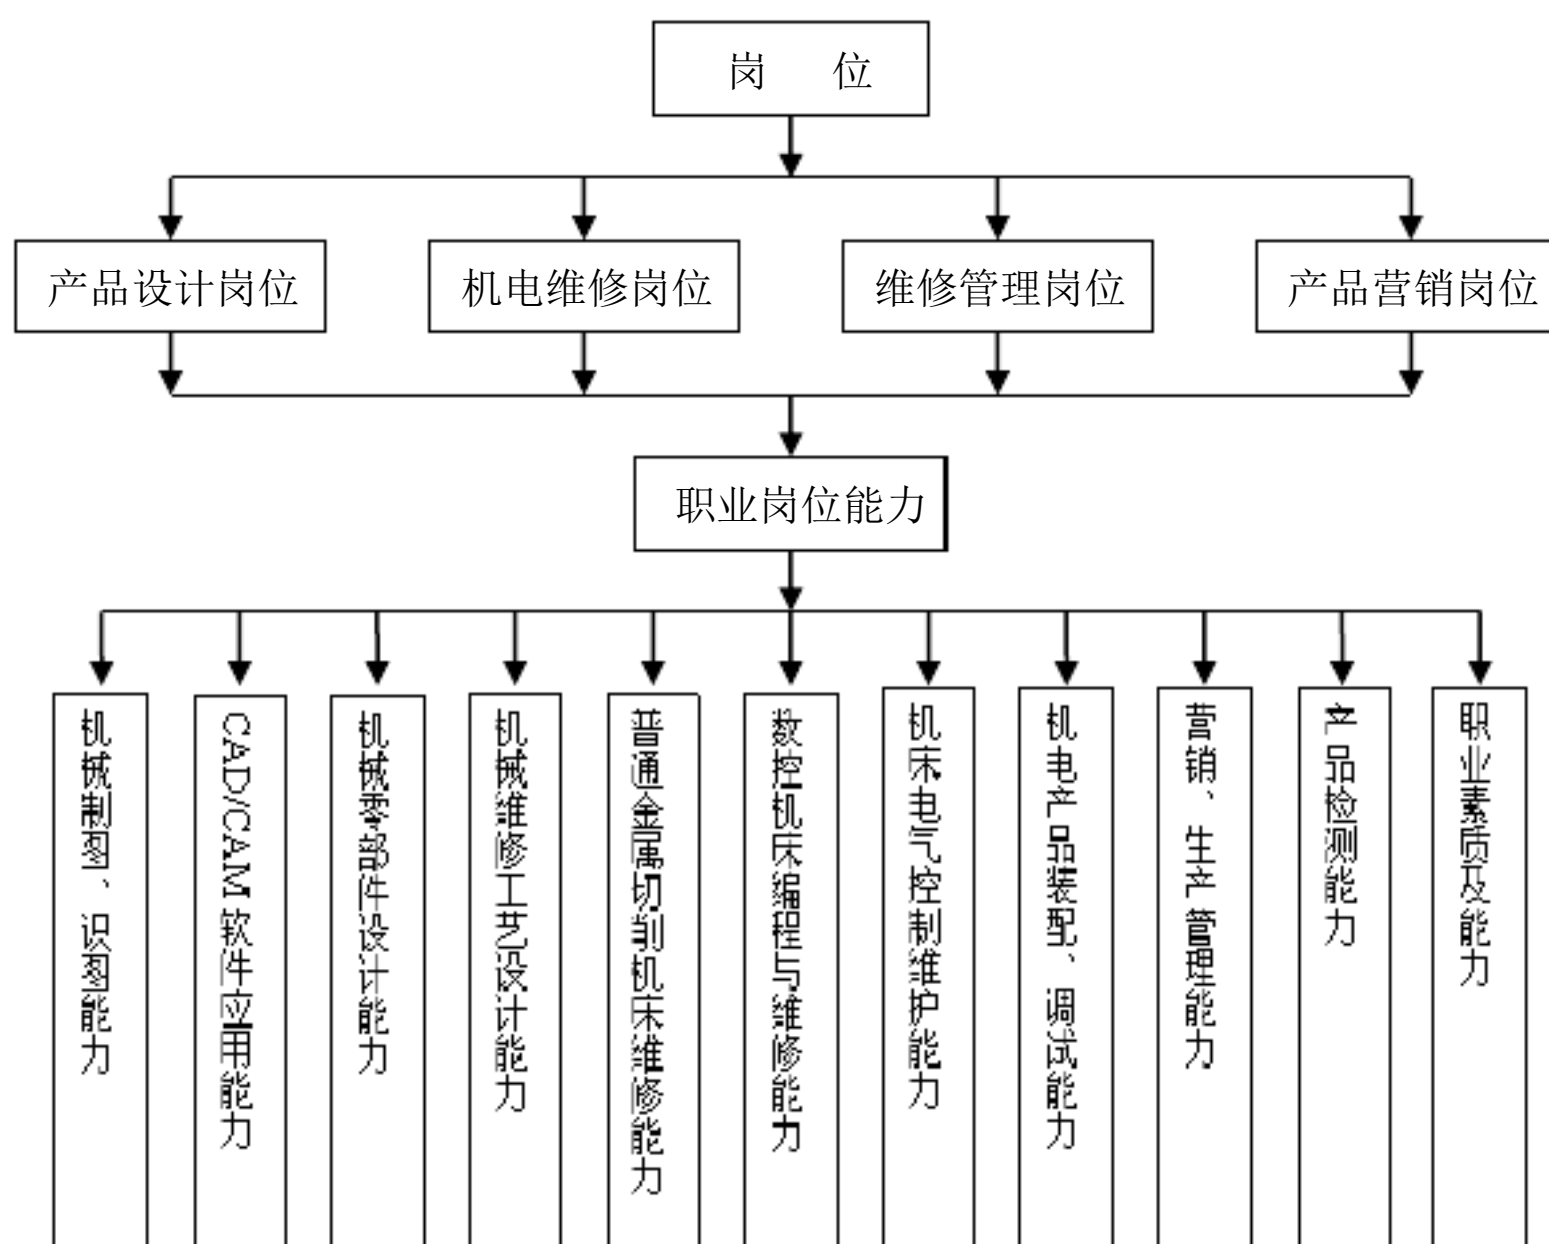 岗 位
产品设计岗位
机电维修岗位
维修管理岗位
产品营销岗位
职业岗位能力
机械制图、识图能力
CAD/CAM 软件应用能力
机械零部件设计能力
机械维修工艺设计能力
普通金属切削机床维修能力
数控机床编程与维修能力
机床电气控制维护能力
机电产品装配、调试能力
营销、生产管理能力
产品检测能力
职业素质及能力